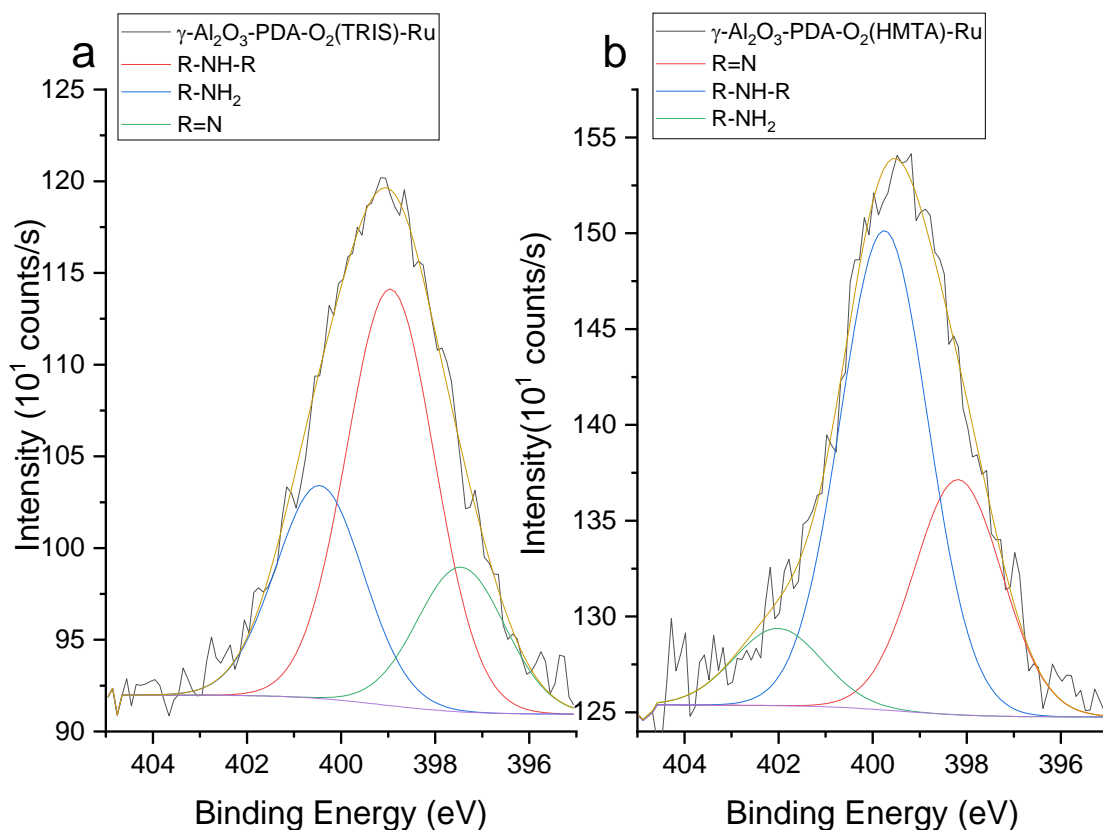 a
γ-Al₂O₃-PDA-O₂(TRIS)-Ru
R-NH-R
R-NH₂
R=N
125
120
115
110
105
100
95
90
Intensity (10¹ counts/s)
404 402 400 398 396
Binding Energy (eV)
b
γ-Al₂O₃-PDA-O₂(HMTA)-Ru
R=N
R-NH-R
R-NH₂
155
150
145
140
135
130
125
Intensity(10¹ counts/s)
404 402 400 398 396
Binding Energy (eV)